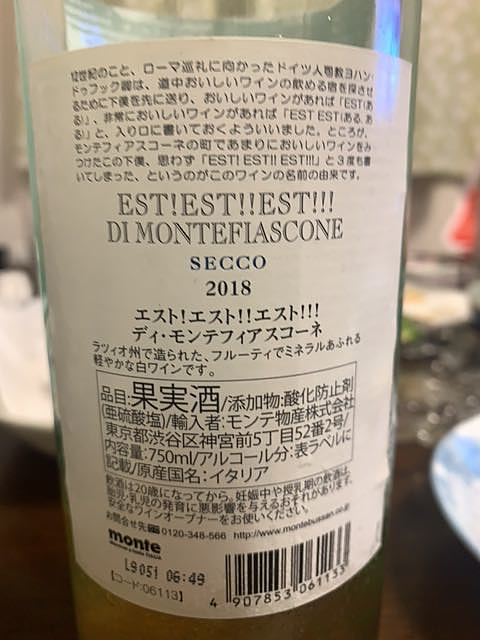 12世紀のこと、ローマ巡礼に向かったドイツ人司教ヨハン・
ドゥフック卿は、道中おいしいワインの飲める宿を探させ
るために下僕を先に送り、おいしいワインがあれば「EST(あ
る)!」、非常においしいワインがあれば「EST EST(ある、あ
る)!」と、入り口に書いておくよういいました。ところが、
モンテフィアスコーネの町であまりにおいしいワインをみ
つけたこの下僕、思わず「EST! EST!! EST!!!」と3度も書
いてしまった、というのがこのワインの名前の由来です。
EST!EST!!EST!!!
DI MONTEFIASCONE
SECCO
2018
エスト!エスト!!エスト!!!
ディ・モンテフィアスコーネ
ラツィオ州で造られた、フルーティでミネラルあふれる
軽やかな白ワインです。
品目:果実酒/添加物:酸化防止剤
(亜硫酸塩)/輸入者:モンテ物産株式会社
東京都渋谷区神宮前5丁目52番2号/
内容量:750ml/アルコール分:表ラベルに
記載/原産国名:イタリア
飲酒は20歳になってから。妊娠中や授乳期の飲酒は、
胎児・乳児の発育に悪影響を与えるおそれがあります。
安全なワインオープナーをお使いください。
お問合せ先 0120-348-566 http://www.montebussan.co.jp
monte
L9051 06:49
【コード:06113】
4 907853 061133